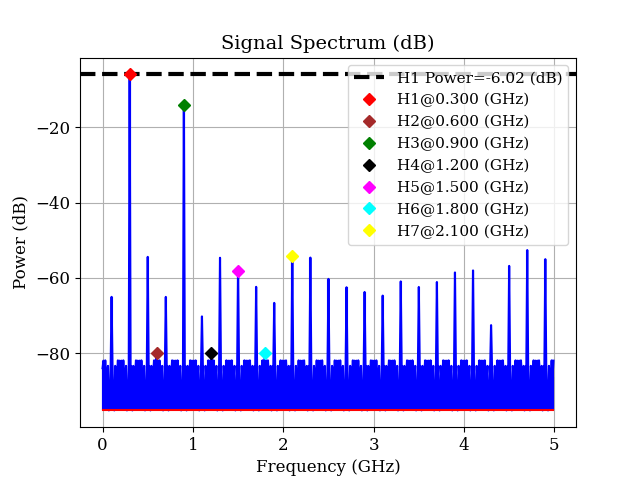 Signal Spectrum (dB)
Power (dB)
−20
−40
−60
−80
H1 Power=-6.02 (dB)
H1@0.300 (GHz)
H2@0.600 (GHz)
H3@0.900 (GHz)
H4@1.200 (GHz)
H5@1.500 (GHz)
H6@1.800 (GHz)
H7@2.100 (GHz)
0 1 2 3 4 5
Frequency (GHz)